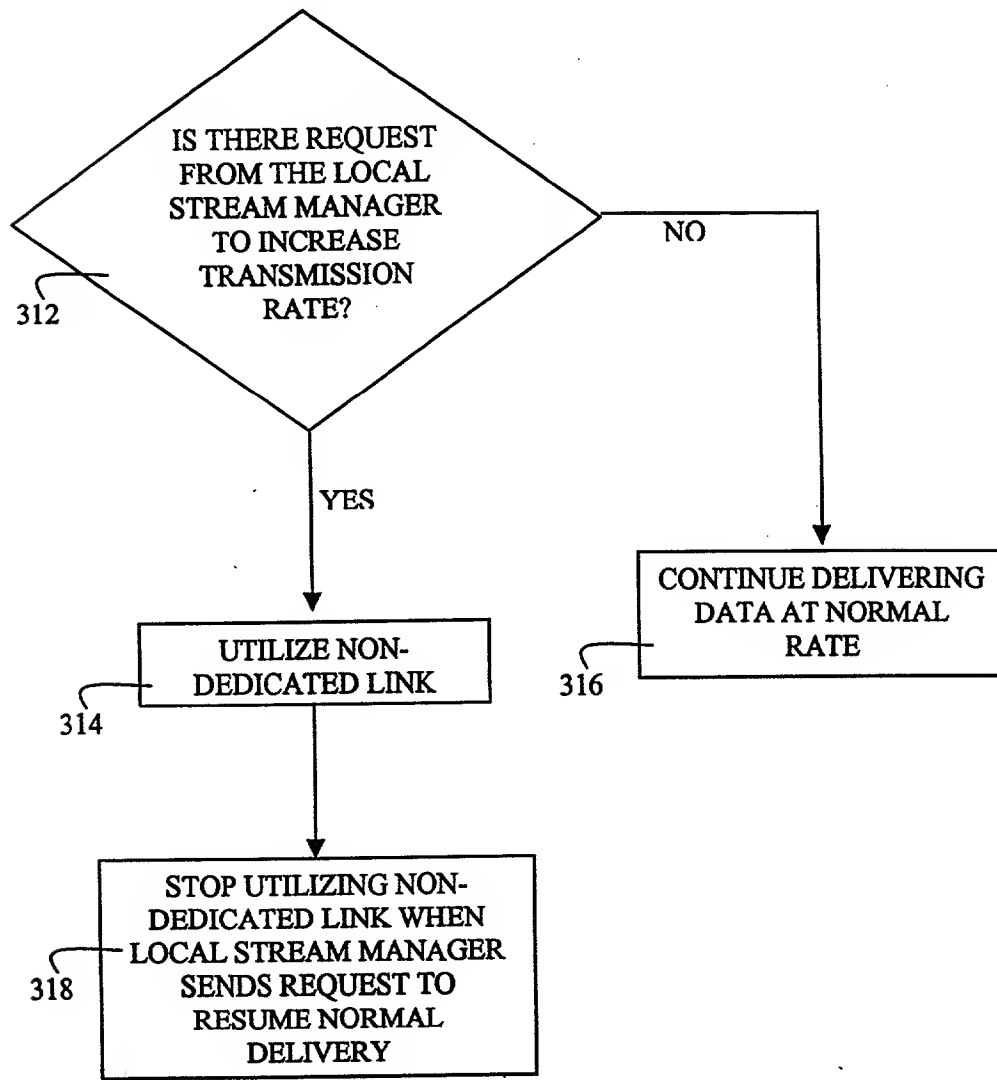 IS THERE REQUEST
FROM THE LOCAL
STREAM MANAGER
TO INCREASE
TRANSMISSION
RATE?
312
NO
YES
CONTINUE DELIVERING
DATA AT NORMAL
RATE
316
UTILIZE NON-
DEDICATED LINK
314
STOP UTILIZING NON-
DEDICATED LINK WHEN
LOCAL STREAM MANAGER
SENDS REQUEST TO
RESUME NORMAL
DELIVERY
318